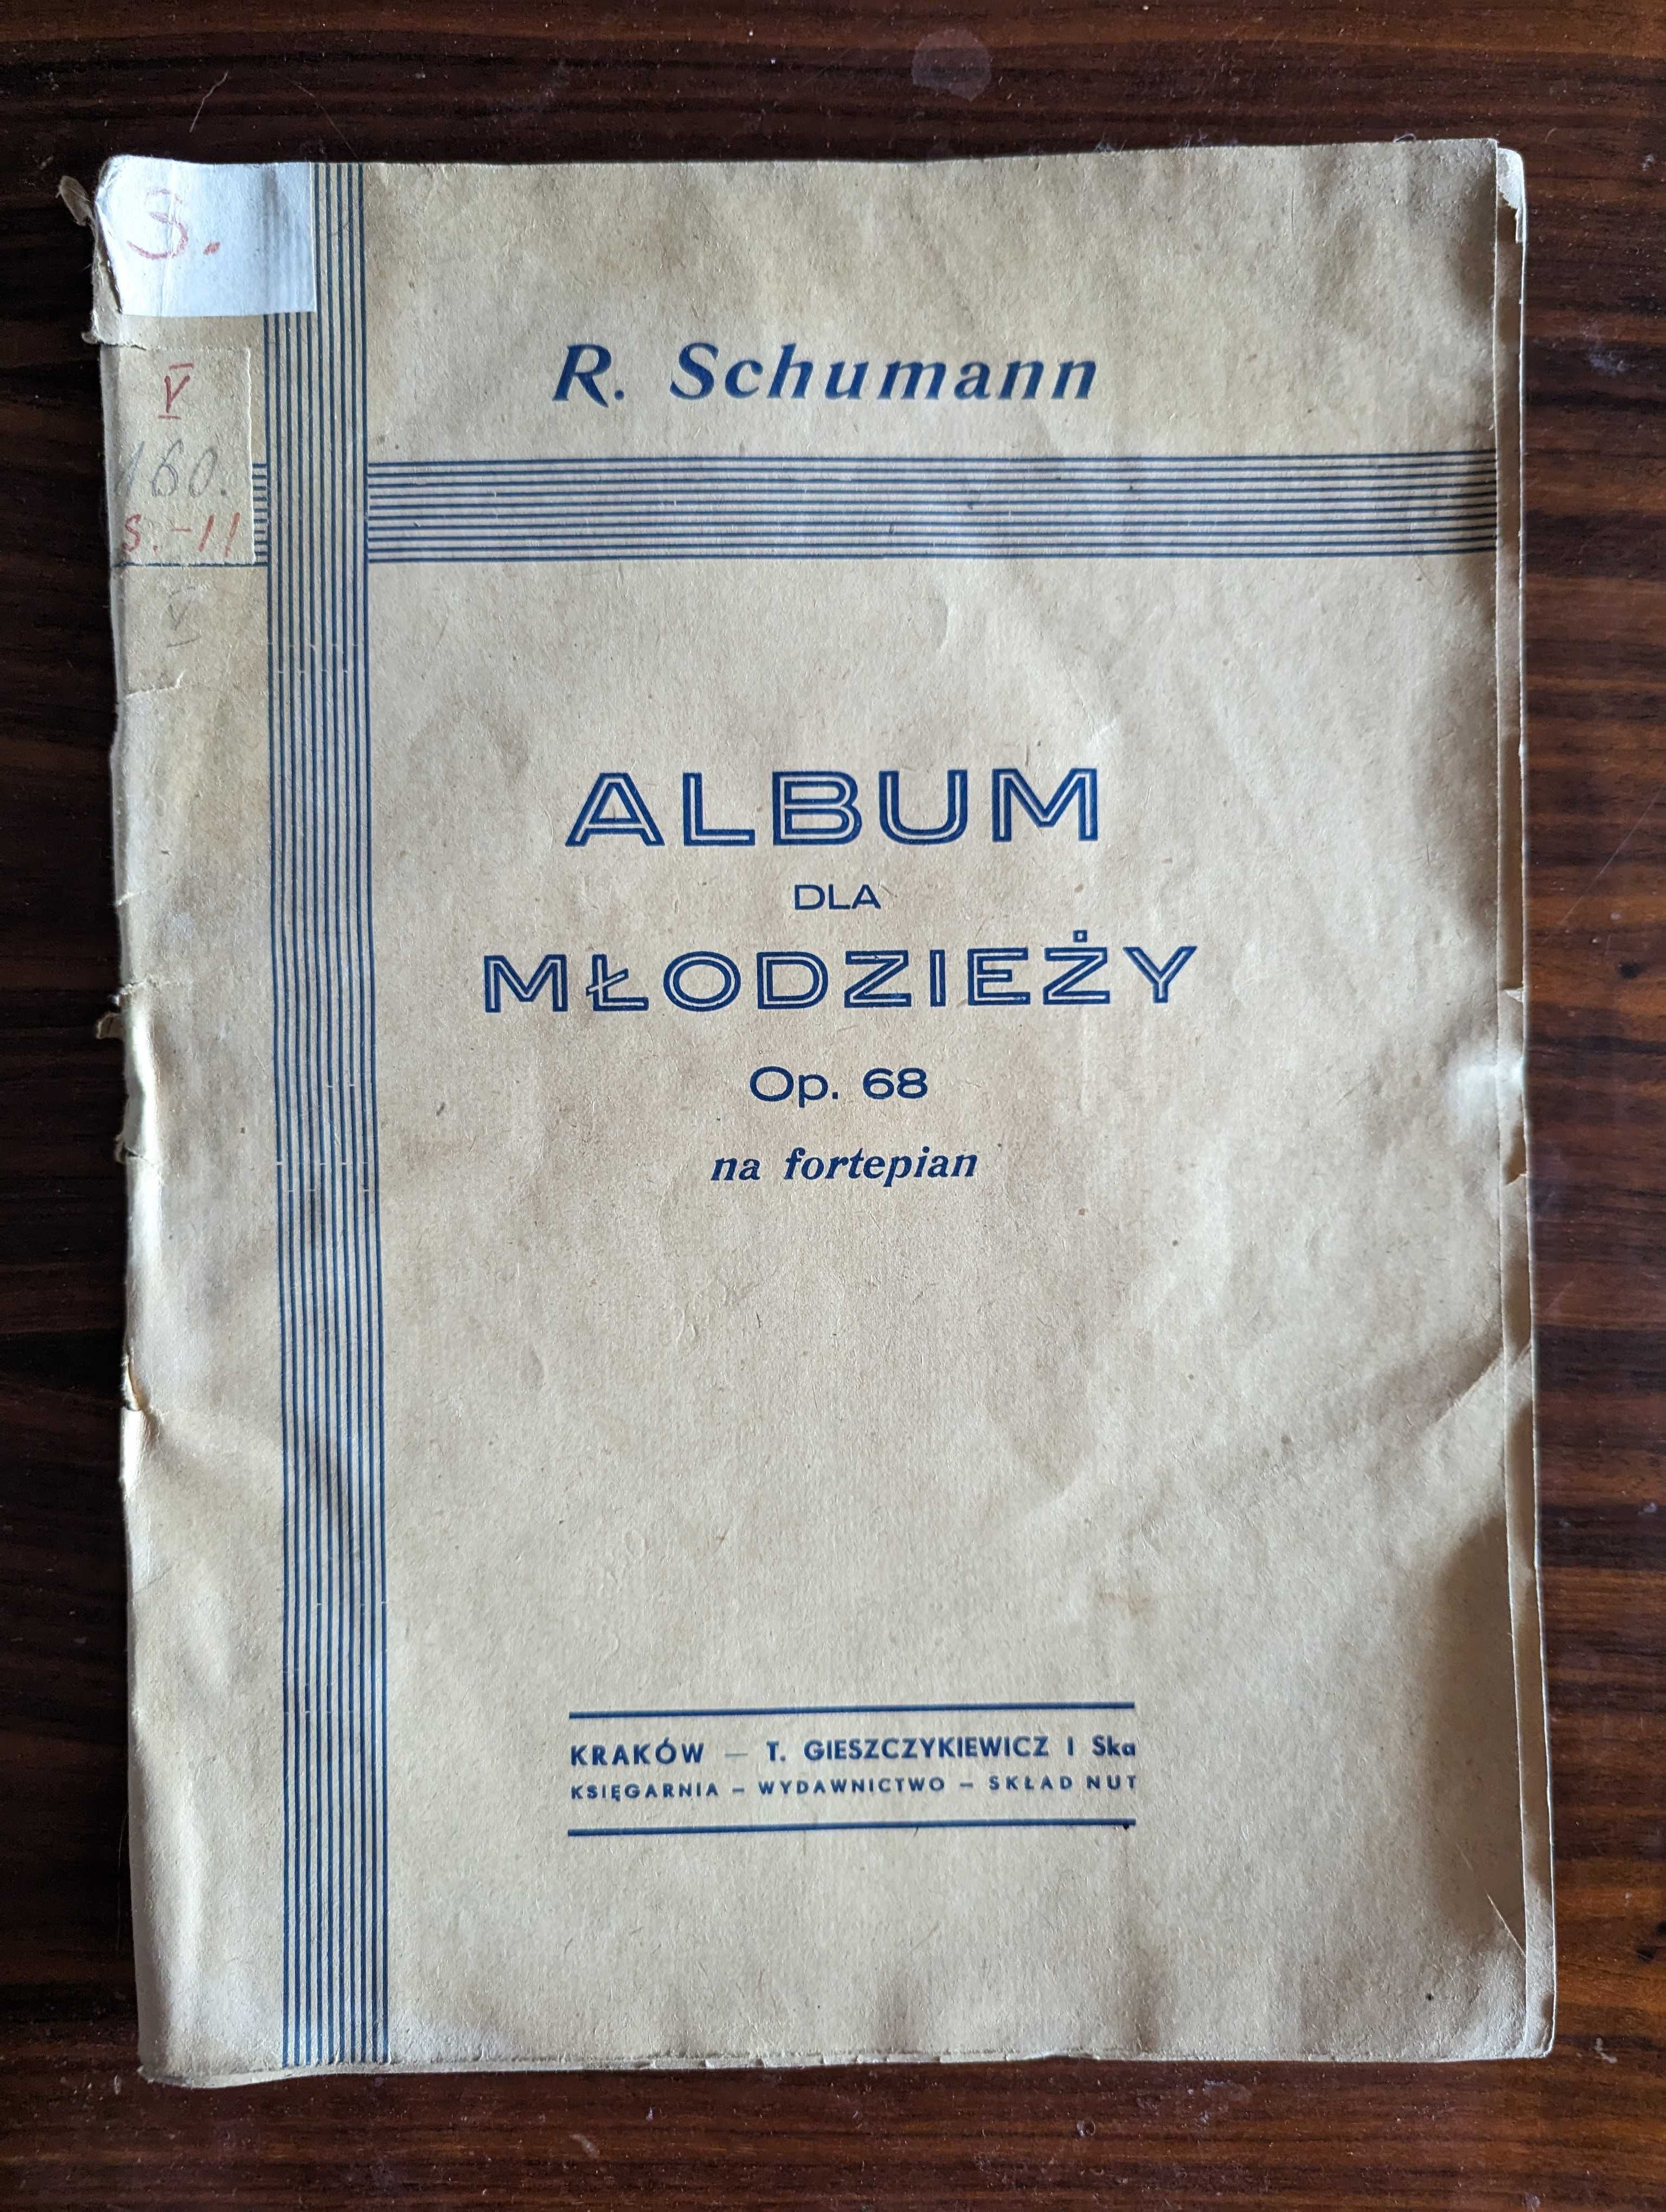 S.
V
160.
S.-11
V
R. Schumann
ALBUM
DLA
MŁODZIEŻY
Op. 68
na fortepian
KRAKÓW — T. GIESZCZYKIEWICZ I Ska
KSIĘGARNIA — WYDAWNICTWO — SKŁAD NUT